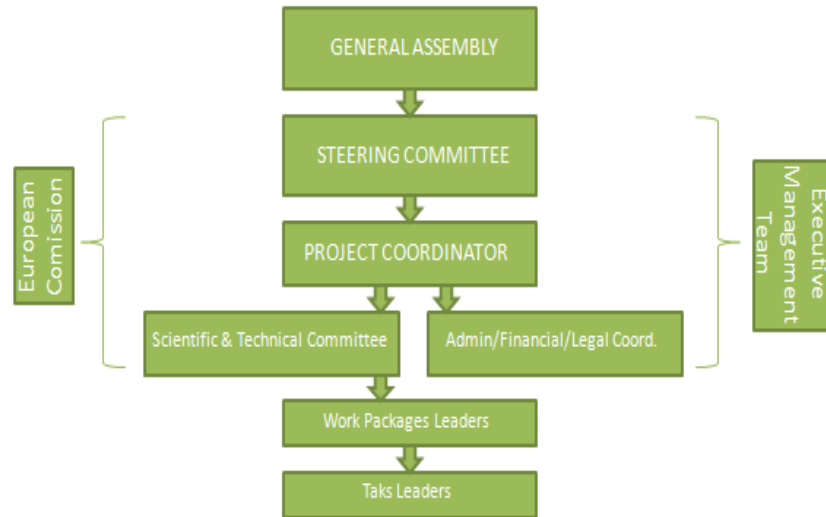 GENERAL ASSEMBLY
STEERING COMMITTEE
European
Comission
Executive
Management
Team
PROJECT COORDINATOR
Scientific & Technical Committee
Admin/Financial/Legal Coord.
Work Packages Leaders
Taks Leaders